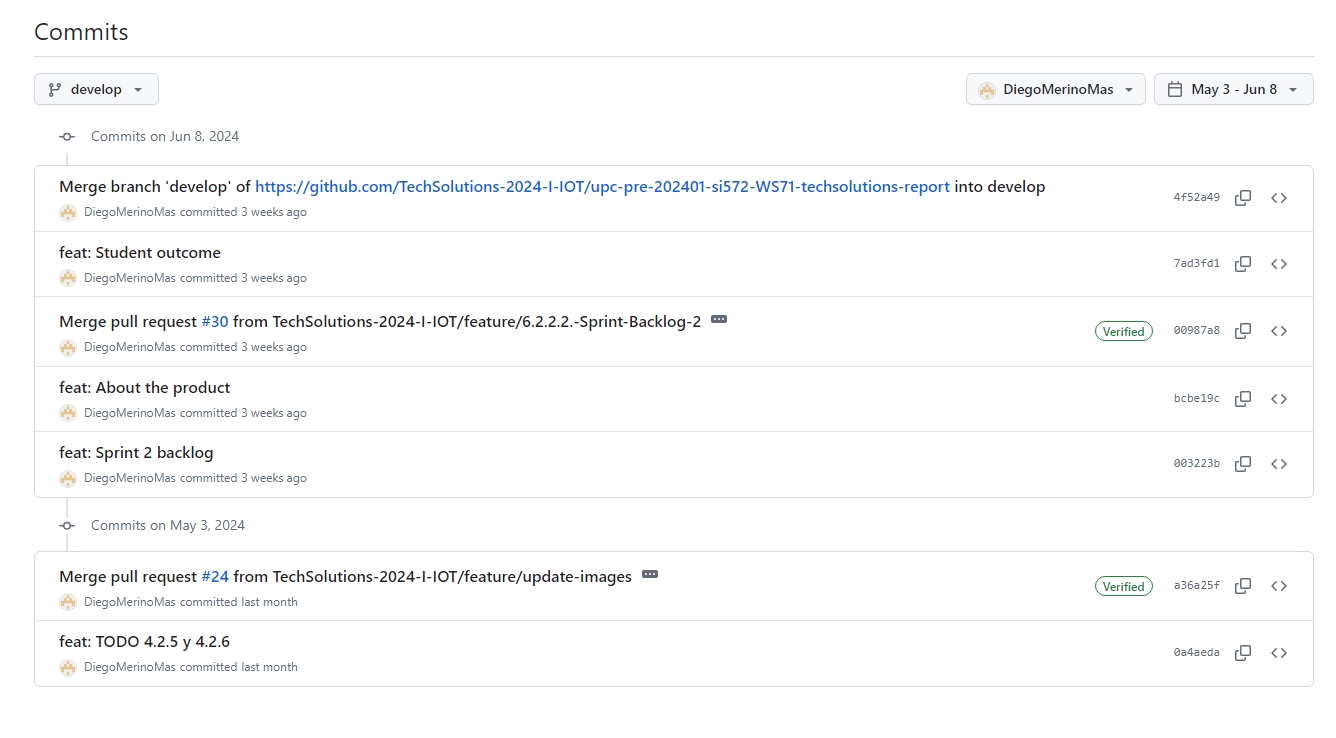 Commits
develop
DiegoMerinoMas
May 3 - Jun 8
Commits on Jun 8, 2024
Merge branch 'develop' of https://github.com/TechSolutions-2024-I-IOT/upc-pre-202401-si572-WS71-techsolutions-report into develop
DiegoMerinoMas committed 3 weeks ago
4f52a49
feat: Student outcome
DiegoMerinoMas committed 3 weeks ago
7ad3fd1
Merge pull request #30 from TechSolutions-2024-I-IOT/feature/6.2.2.2.-Sprint-Backlog-2
DiegoMerinoMas committed 3 weeks ago
Verified
00987a8
feat: About the product
DiegoMerinoMas committed 3 weeks ago
bcbe19c
feat: Sprint 2 backlog
DiegoMerinoMas committed 3 weeks ago
003223b
Commits on May 3, 2024
Merge pull request #24 from TechSolutions-2024-I-IOT/feature/update-images
DiegoMerinoMas committed last month
Verified
a36a25f
feat: TODO 4.2.5 y 4.2.6
DiegoMerinoMas committed last month
0a4aeda